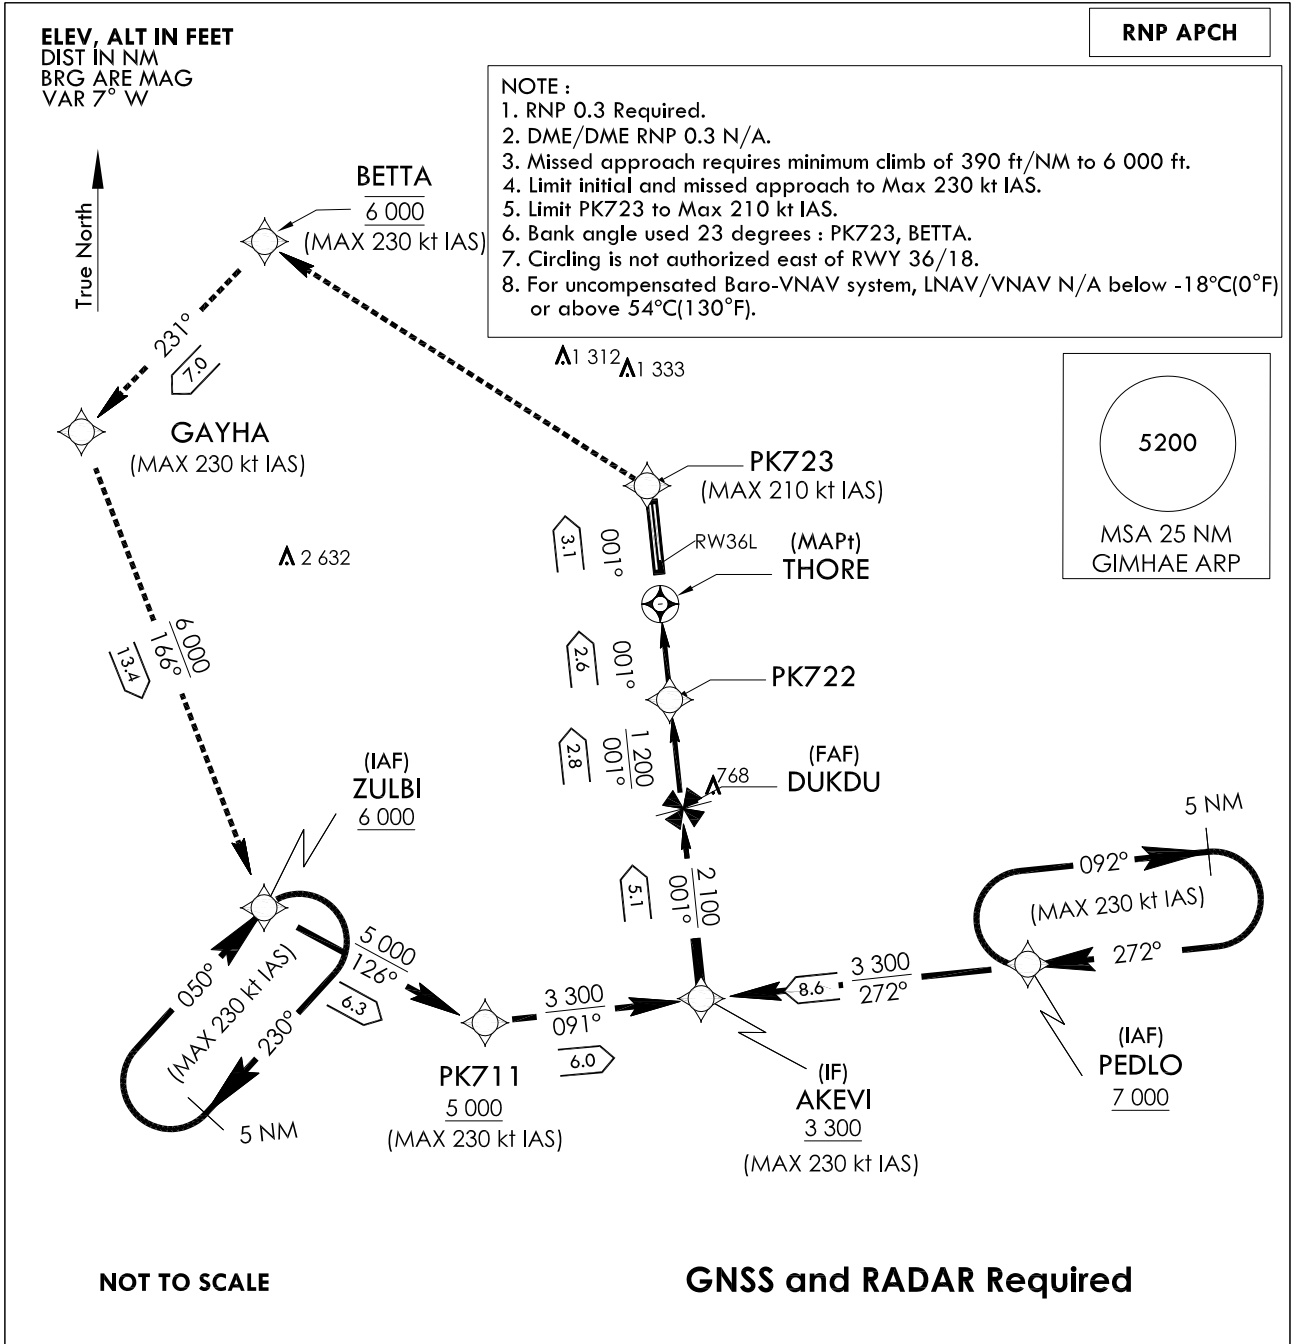 ELEV, ALT IN FEET
DIST IN NM
BRG ARE MAG
VAR 7° W
RNP APCH
NOTE :
1. RNP 0.3 Required.
2. DME/DME RNP 0.3 N/A.
3. Missed approach requires minimum climb of 390 ft/NM to 6 000 ft.
4. Limit initial and missed approach to Max 230 kt IAS.
5. Limit PK723 to Max 210 kt IAS.
6. Bank angle used 23 degrees : PK723, BETTA.
7. Circling is not authorized east of RWY 36/18.
8. For uncompensated Baro-VNAV system, LNAV/VNAV N/A below -18°C(0°F)
or above 54°C(130°F).
True North
BETTA
6 000
(MAX 230 kt IAS)
231°
7.0
1 312
1 333
5200
MSA 25 NM
GIMHAE ARP
GAYHA
(MAX 230 kt IAS)
PK723
(MAX 210 kt IAS)
2 632
3.1
001°
RW36L
(MAPt)
THORE
6 000
166°
13.4
2.6
001°
PK722
(IAF)
ZULBI
6 000
2.8
1 200
001°
768
(FAF)
DUKDU
5 NM
092°
(MAX 230 kt IAS)
272°
5.1
2 100
001°
050°
(MAX 230 kt IAS)
230°
5 NM
5 000
126°
6.3
3 300
091°
6.0
8.6
3 300
272°
PK711
5 000
(MAX 230 kt IAS)
(IF)
AKEVI
3 300
(MAX 230 kt IAS)
(IAF)
PEDLO
7 000
NOT TO SCALE
GNSS and RADAR Required